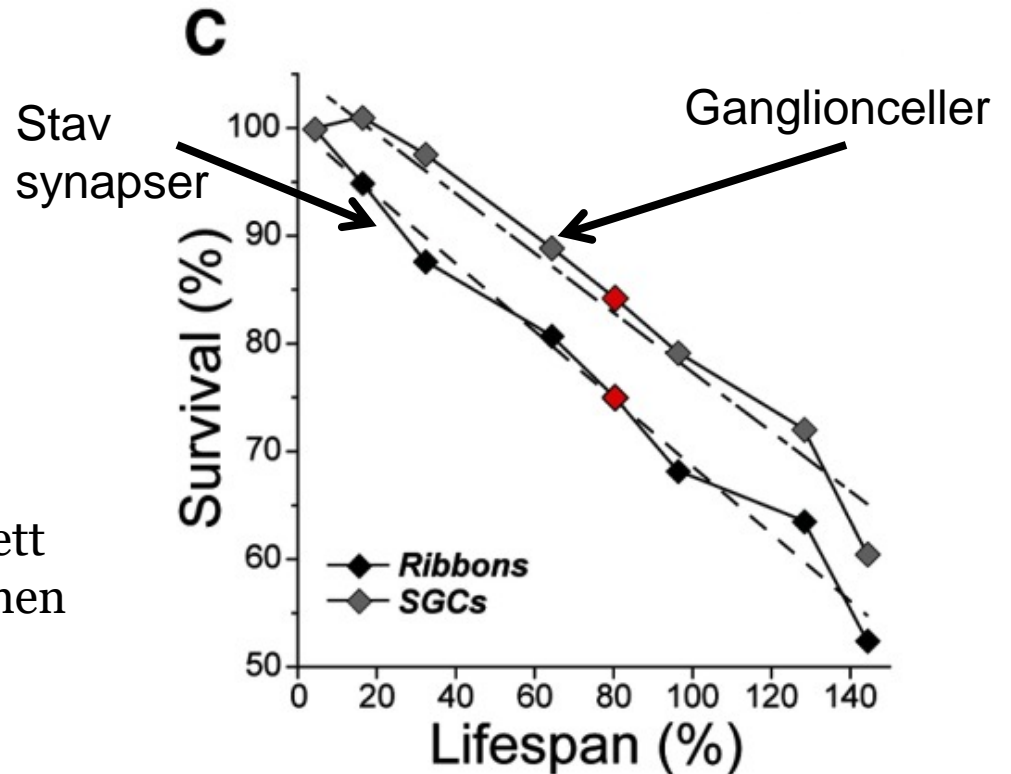 C
Stav
synapser
Ganglionceller
Survival (%)
100
90
80
70
60
50
ett
Ribbons
SGCs
0 20 40 60 80 100 120 140
Lifespan (%)